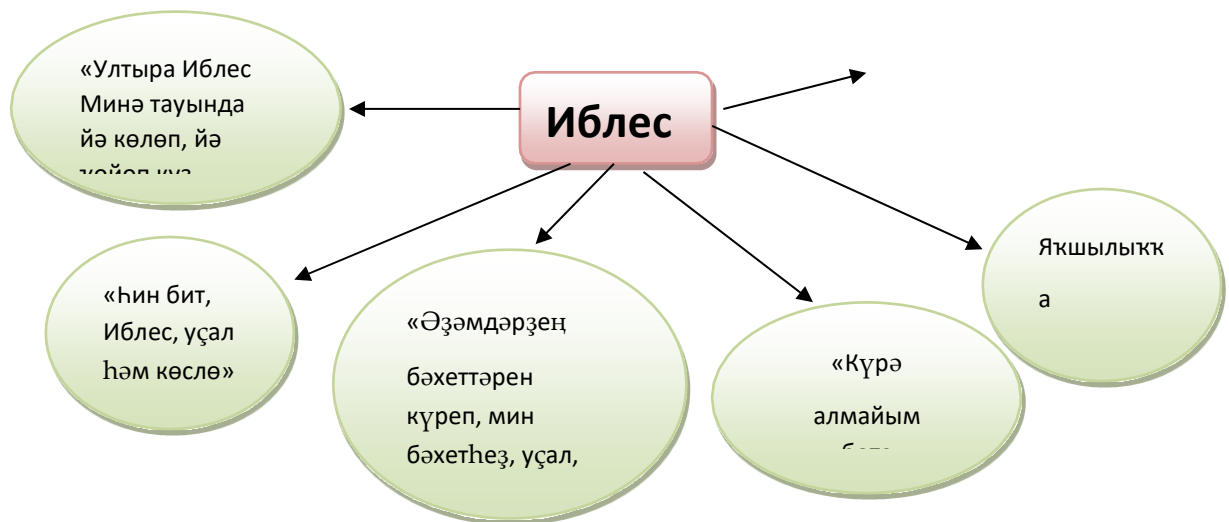 «Ултыра Иблес
Минә тауында
йә көлөп, йә
Иблес
«Һин бит,
Иблес, уҫал
һәм көслө»
«Әҙәмдәрҙең
бәхеттәрен
күреп, мин
бәхетһеҙ, уҫал,
«Күрә
алмайым
Яҡшылыҡҡ
а